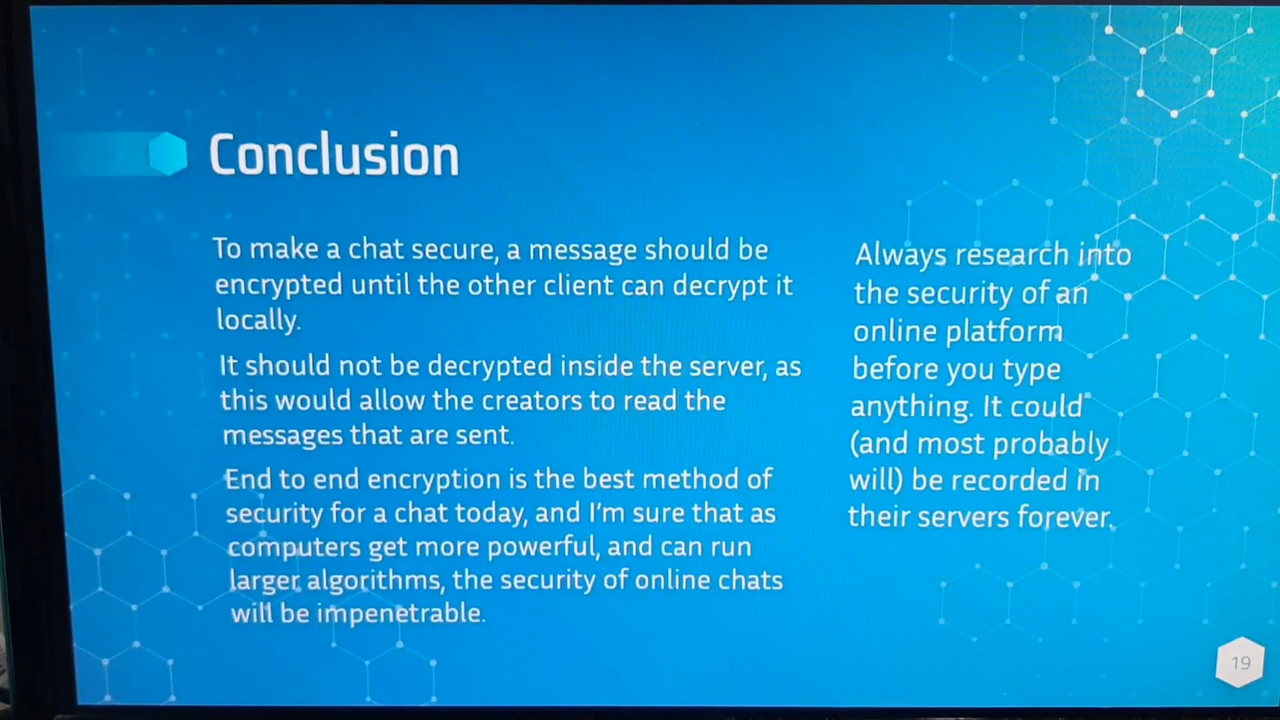 Conclusion
To make a chat secure, a message should be
encrypted until the other client can decrypt it
locally.
It should not be decrypted inside the server, as
this would allow the creators to read the
messages that are sent.
End to end encryption is the best method of
security for a chat today, and I'm sure that as
computers get more powerful, and can run
larger algorithms, the security of online chats
will be impenetrable.
Always research into
the security of an
online platform
before you type
anything. It could
(and most probably
will) be recorded in
their servers forever.
19